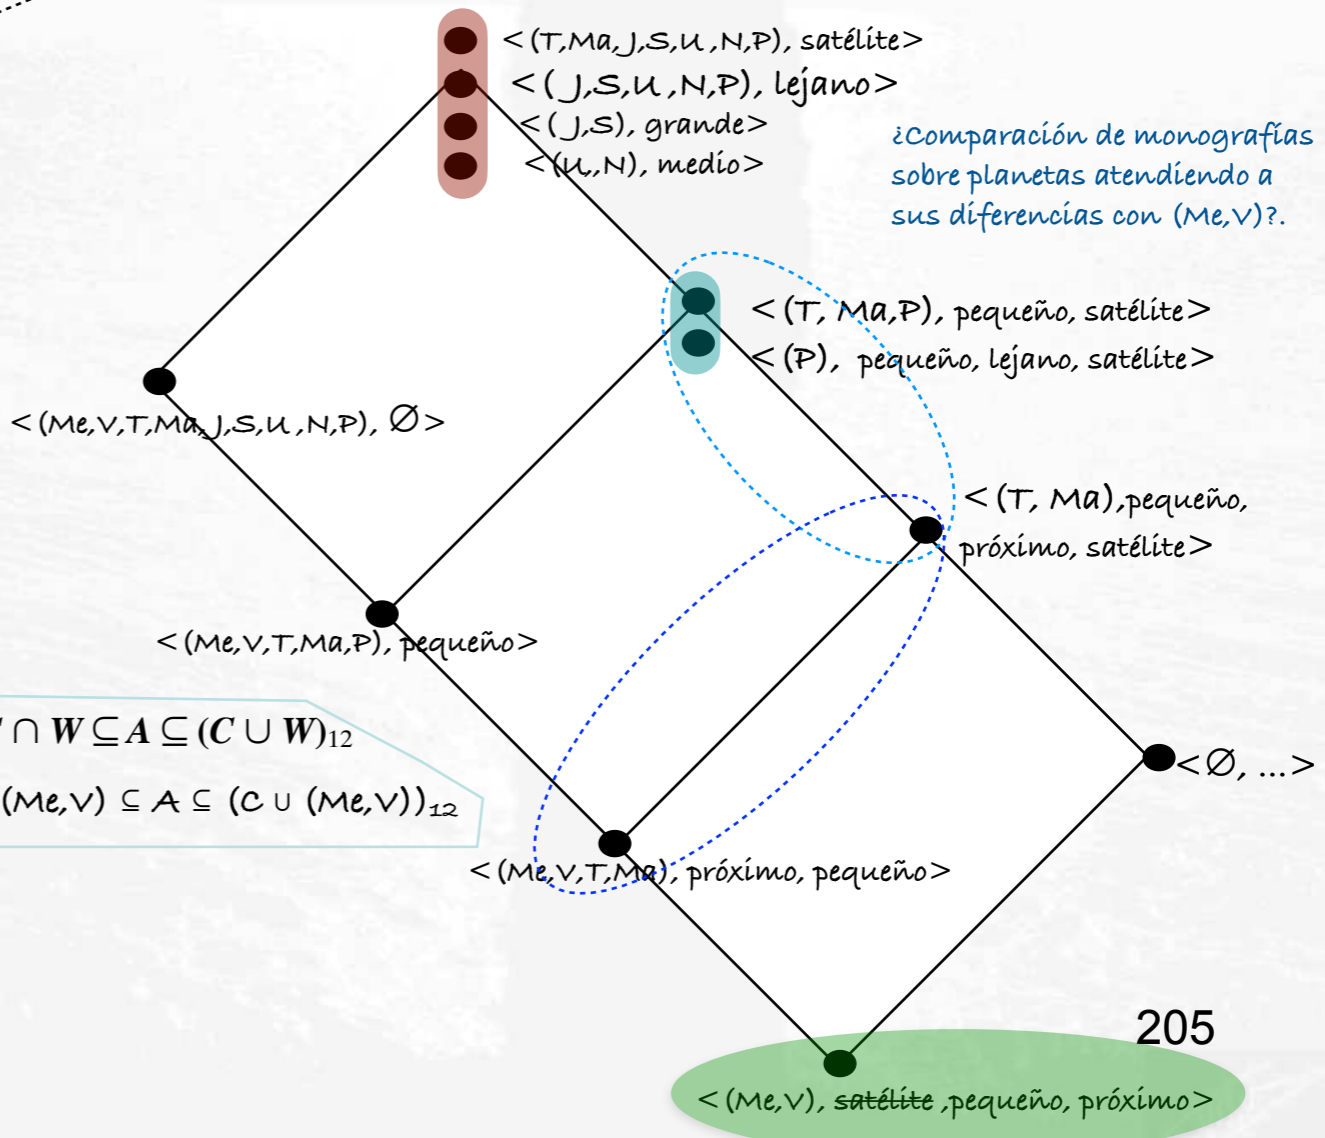 <(T,Ma,J,S,U,N,P), satélite>
<( J,S,U,N,P), lejano>
<( J,S), grande>
<(U,,N), medio>
¿Comparación de monografías
sobre planetas atendiendo a
sus diferencias con (Me,V)?.
<(T, Ma,P), pequeño, satélite>
<(P), pequeño, lejano, satélite>
<(Me,V,T,Ma,J,S,U,N,P), ∅>
<(T, Ma),pequeño,
próximo, satélite>
<(Me,V,T,Ma,P), pequeño>
∩ W ⊆ A ⊆ (C ∪ W)₁₂
<∅, ...>
(Me,V) ⊆ A ⊆ (C ∪ (Me,V))₁₂
<(Me,V,T,Ma), próximo, pequeño>
205
<(Me,V), satélite ,pequeño, próximo>